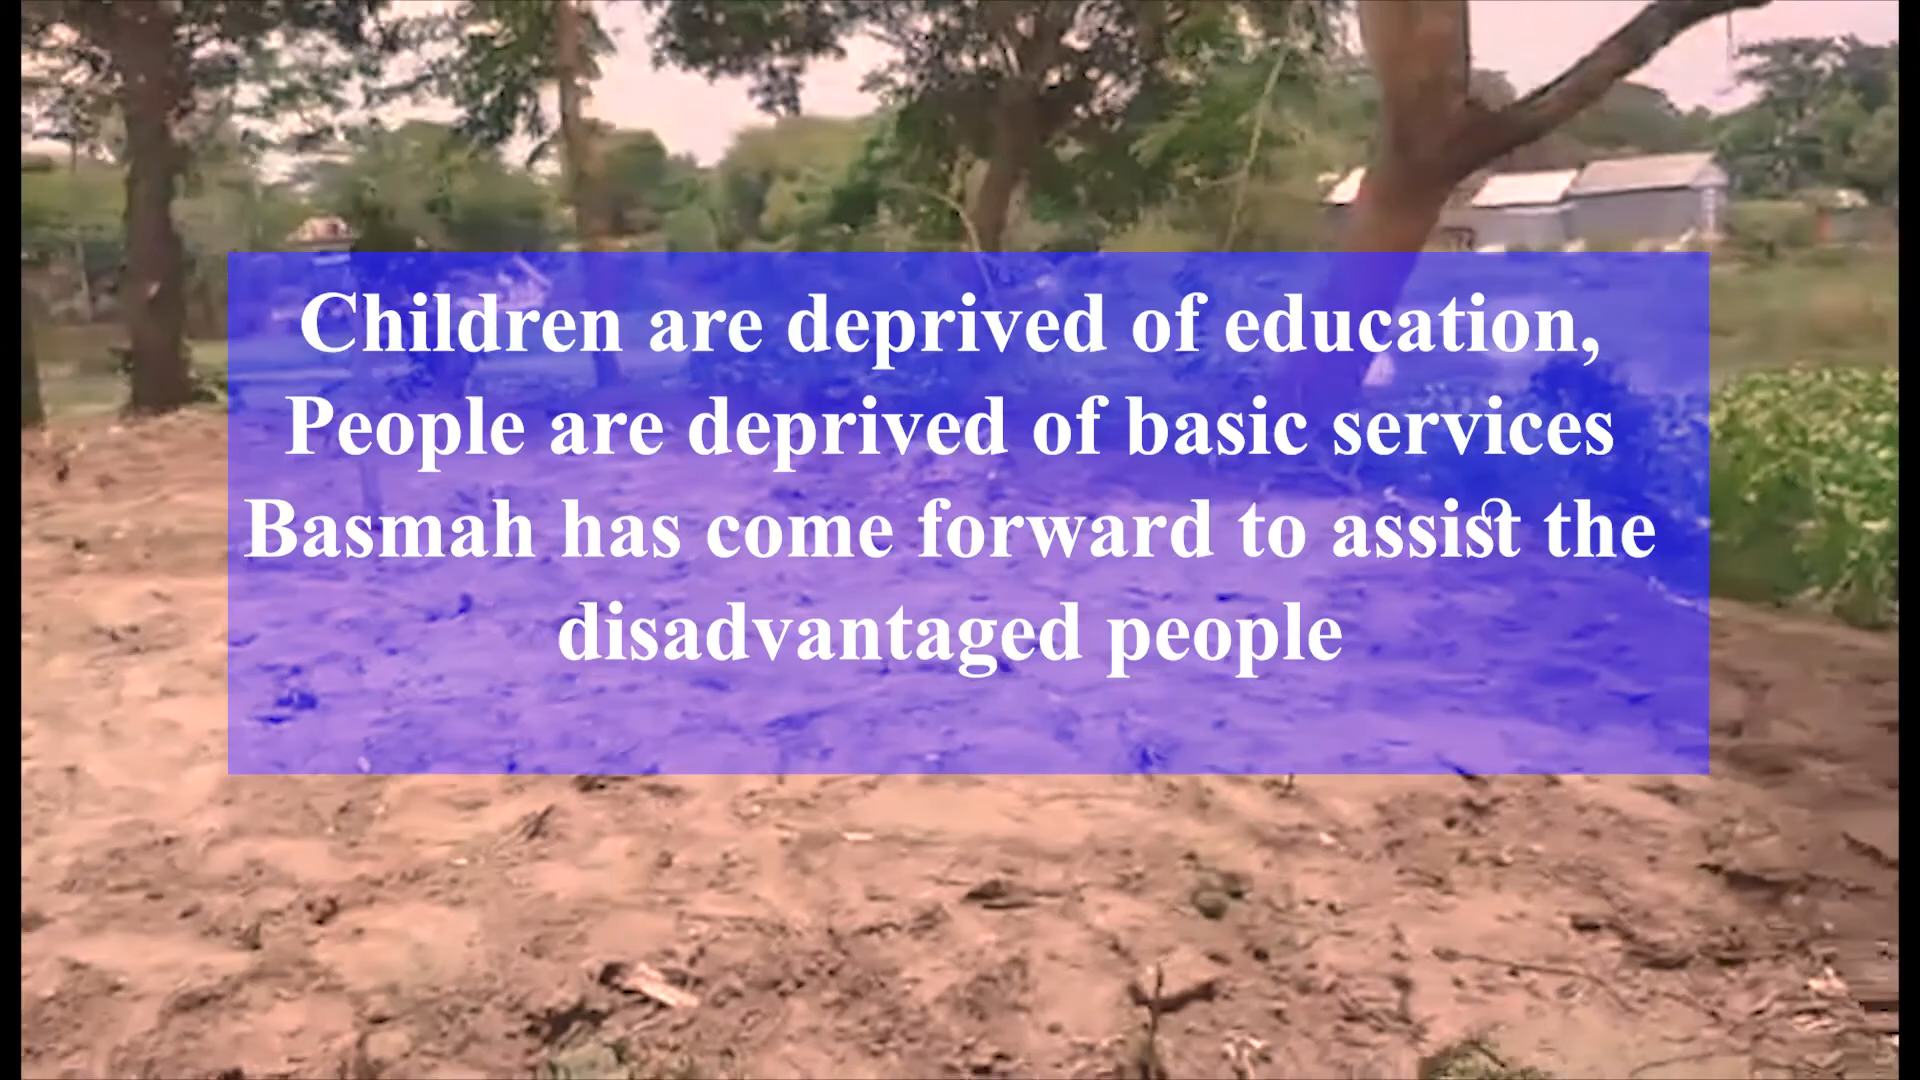 Children are deprived of education,
People are deprived of basic services
Basmah has come forward to assist the
disadvantaged people